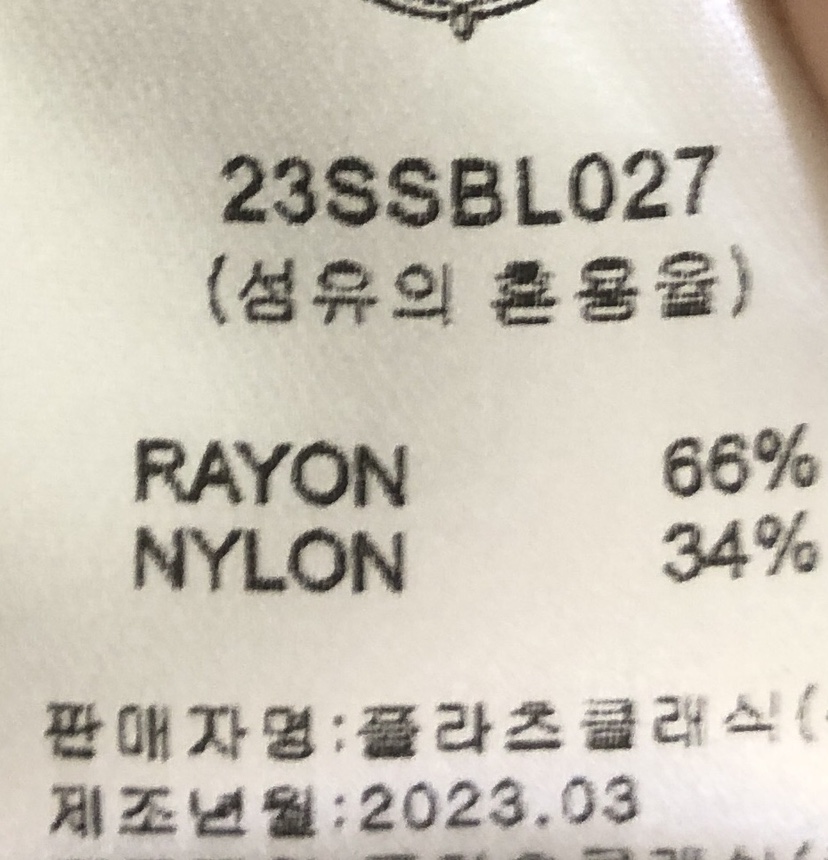 23SSBL027
(섬유의 혼용율)
RAYON 66%
NYLON 34%
판매자명:플라츠클래식(
제조년월:2023.03